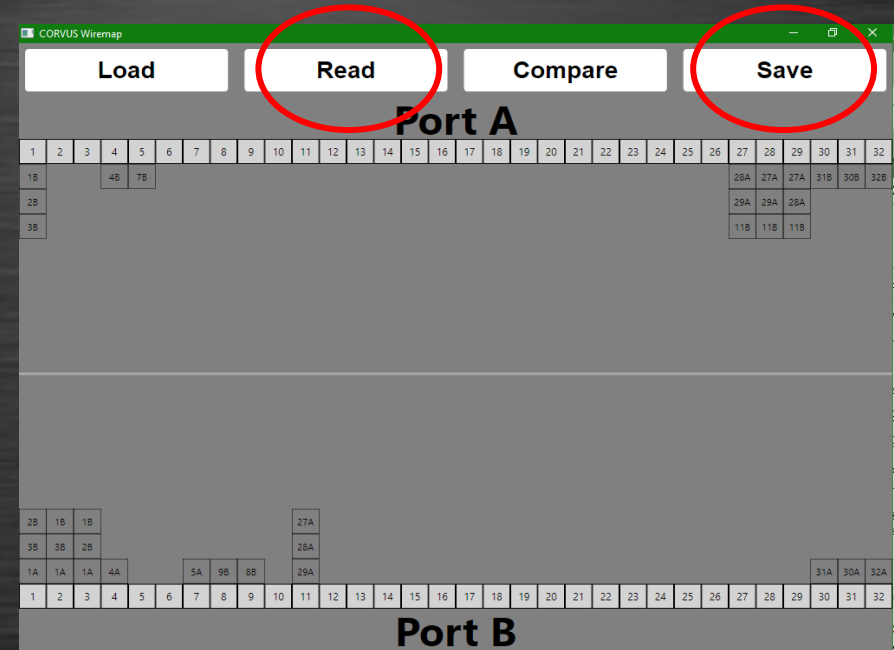 CORVUS Wiremap
Load Read Compare Save
Port A
1 2 3 4 5 6 7 8 9 10 11 12 13 14 15 16 17 18 19 20 21 22 23 24 25 26 27 28 29 30 31 32
1B 4B 7B 28A 27A 27A 31B 30B 32B
2B 29A 29A 28A
3B 11B 11B 11B
2B 1B 1B 27A
3B 3B 2B 28A
1A 1A 1A 4A 5A 9B 8B 29A 31A 30A 32A
1 2 3 4 5 6 7 8 9 10 11 12 13 14 15 16 17 18 19 20 21 22 23 24 25 26 27 28 29 30 31 32
Port B